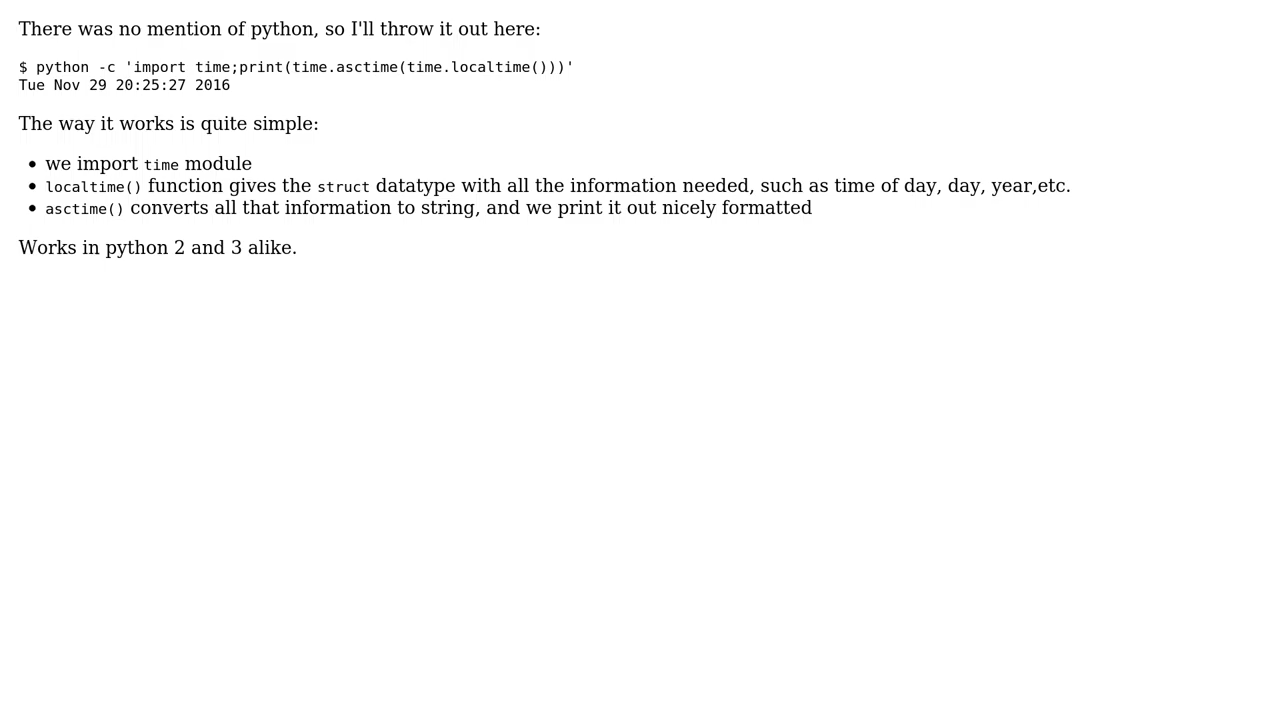 There was no mention of python, so I'll throw it out here:
$ python -c 'import time;print(time.asctime(time.localtime()))'
Tue Nov 29 20:25:27 2016
The way it works is quite simple:
• we import time module
• localtime() function gives the struct datatype with all the information needed, such as time of day, day, year,etc.
• asctime() converts all that information to string, and we print it out nicely formatted
Works in python 2 and 3 alike.